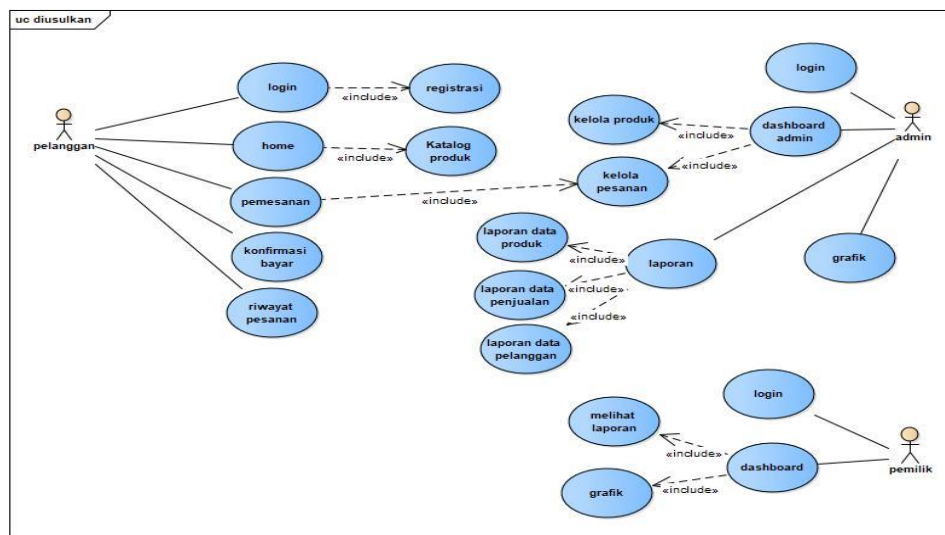 uc diusulkan
login
«include»
registrasi
pelanggan
home
«include»
Katalog
produk
pemesanan
«include»
konfirmasi
bayar
riwayat
pesanan
login
kelola produk
«include»
dashboard
admin
admin
kelola
pesanan
«include»
laporan data
produk
«include»
laporan
grafik
laporan data
penjualan
«include»
«include»
laporan data
pelanggan
login
melihat
laporan
«include»
dashboard
pemilik
grafik
«include»